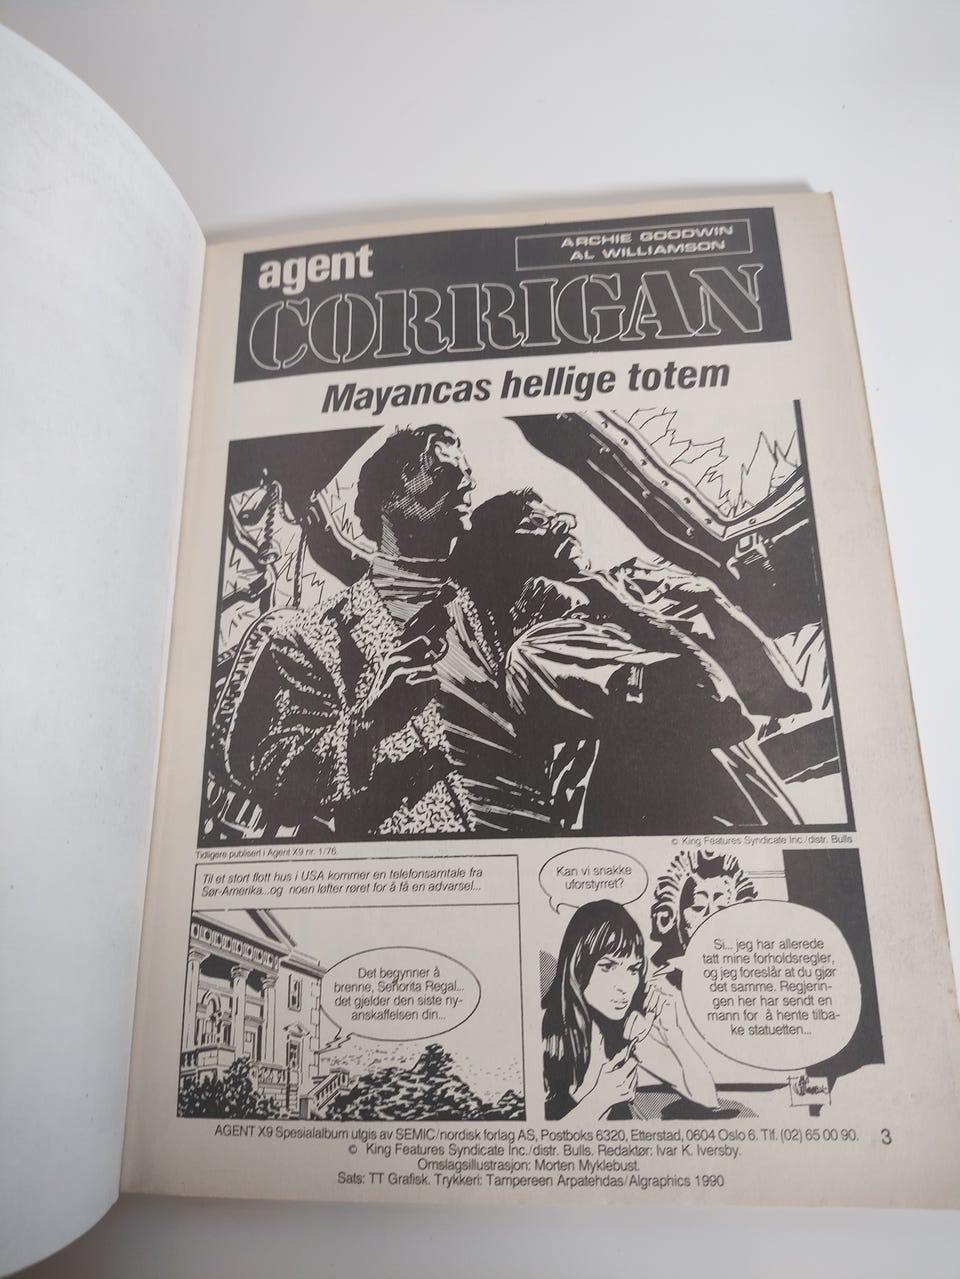 agent
ARCHIE GOODWIN
AL WILLIAMSON
CORRIGAN
Mayancas hellige totem
Tidligere publisert i Agent X9 nr. 1/76.
© King Features Syndicate Inc./distr. Bulls
Til et stort flott hus i USA kommer en telefonsamtale fra
Sør-Amerika...og noen løfter røret for å få en advarsel...
Det begynner å
brenne, Señorita Regal...
det gjelder den siste ny-
anskaffelsen din...
Kan vi snakke
uforstyrret?
Si... jeg har allerede
tatt mine forholdsregler,
og jeg foreslår at du gjør
det samme. Regjerin-
gen her har sendt en
mann for å hente tilba-
ke statuetten...
AGENT X9 Spesialalbum utgis av SEMIC/nordisk forlag AS, Postboks 6320, Etterstad, 0604 Oslo 6. Tlf. (02) 65 00 90.
3
© King Features Syndicate Inc./distr. Bulls. Redaktør: Ivar K. Iversby.
Omslagsillustrasjon: Morten Myklebust.
Sats: TT Grafisk. Trykkeri: Tampereen Arpatehdas/Algraphics 1990